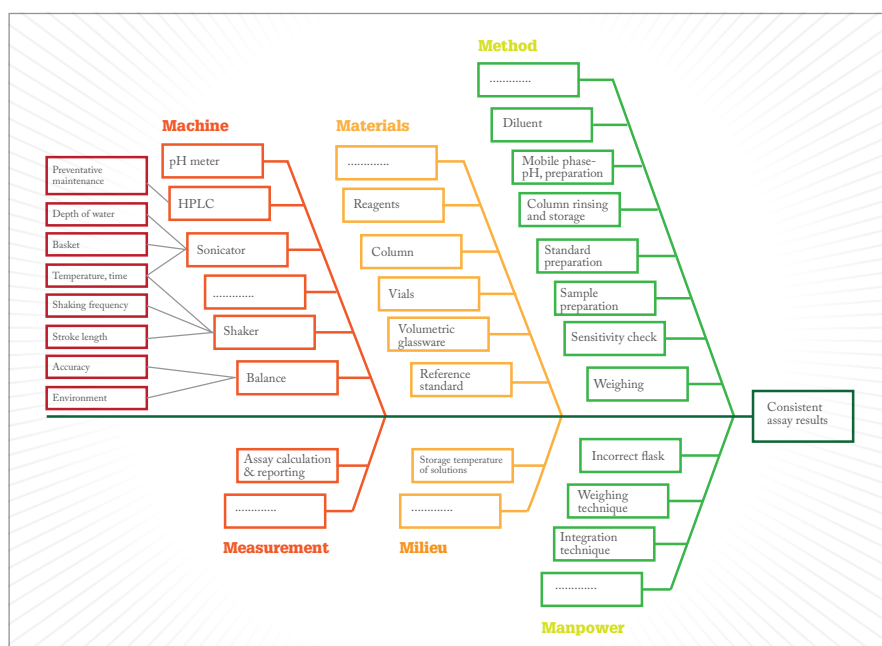 Method
.............
Diluent
Mobile phase-
pH, preparation
Column rinsing
and storage
Standard
preparation
Sample
preparation
Sensitivity check
Weighing
Materials
.............
Reagents
Column
Vials
Volumetric
glassware
Reference
standard
Machine
pH meter
HPLC
Sonicator
.............
Shaker
Balance
Preventative
maintenance
Depth of water
Basket
Temperature, time
Shaking frequency
Stroke length
Accuracy
Environment
Consistent
assay results
Assay calculation
& reporting
.............
Measurement
Storage temperature
of solutions
.............
Milieu
Incorrect flask
Weighing
technique
Integration
technique
.............
Manpower